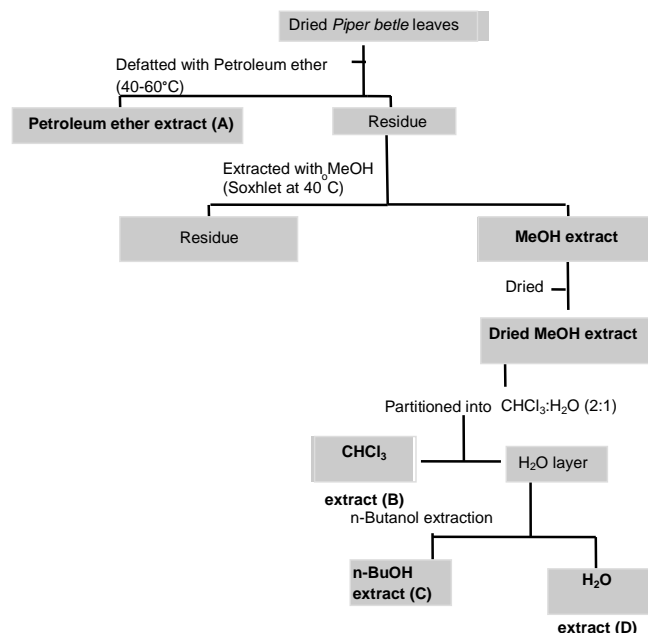 Dried Piper betle leaves
Defatted with Petroleum ether
(40-60°C)
Petroleum ether extract (A)
Residue
Extracted with MeOH
(Soxhlet at 40°C)
Residue
MeOH extract
Dried
Dried MeOH extract
Partitioned into CHCl₃:H₂O (2:1)
CHCl₃
H₂O layer
extract (B)
n-Butanol extraction
n-BuOH
extract (C)
H₂O
extract (D)